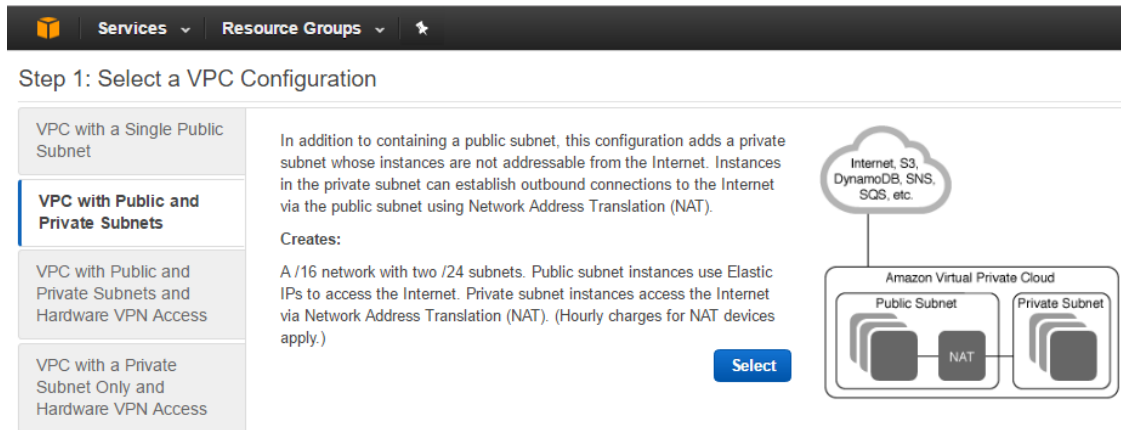 Services Resource Groups
Step 1: Select a VPC Configuration
VPC with a Single Public
Subnet
VPC with Public and
Private Subnets
VPC with Public and
Private Subnets and
Hardware VPN Access
VPC with a Private
Subnet Only and
Hardware VPN Access
In addition to containing a public subnet, this configuration adds a private
subnet whose instances are not addressable from the Internet. Instances
in the private subnet can establish outbound connections to the Internet
via the public subnet using Network Address Translation (NAT).
Creates:
A /16 network with two /24 subnets. Public subnet instances use Elastic
IPs to access the Internet. Private subnet instances access the Internet
via Network Address Translation (NAT). (Hourly charges for NAT devices
apply.)
Select
Internet, S3,
DynamoDB, SNS,
SQS, etc.
Amazon Virtual Private Cloud
Public Subnet
Private Subnet
NAT